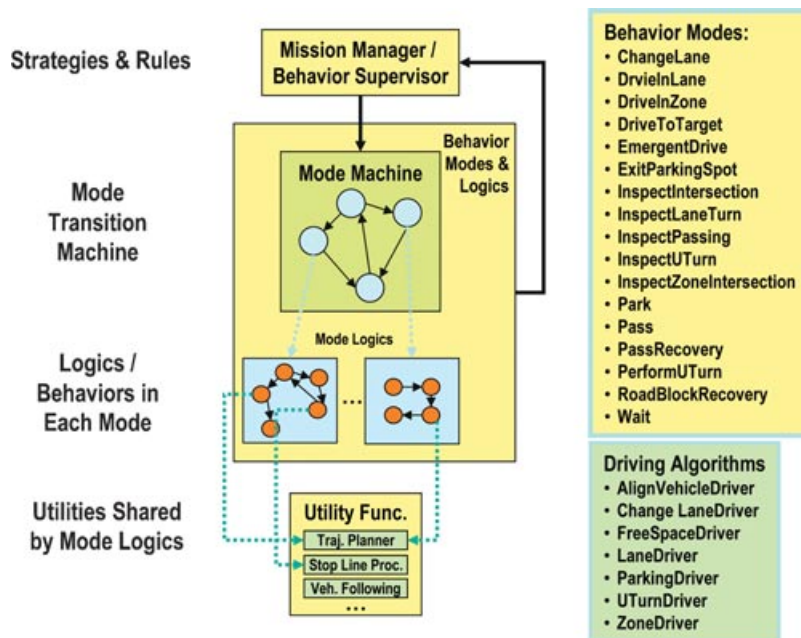 Strategies & Rules
Mission Manager /
Behavior Supervisor
Mode
Transition
Machine
Behavior
Modes &
Logics
Mode Machine
Mode Logics
Logics /
Behaviors in
Each Mode
...
Utilities Shared
by Mode Logics
Utility Func.
Traj. Planner
Stop Line Proc.
Veh. Following
...
Behavior Modes:
• ChangeLane
• DrvieInLane
• DriveInZone
• DriveToTarget
• EmergentDrive
• ExitParkingSpot
• InspectIntersection
• InspectLaneTurn
• InspectPassing
• InspectUTurn
• InspectZoneIntersection
• Park
• Pass
• PassRecovery
• PerformUTurn
• RoadBlockRecovery
• Wait
Driving Algorithms
• AlignVehicleDriver
• Change LaneDriver
• FreeSpaceDriver
• LaneDriver
• ParkingDriver
• UTurnDriver
• ZoneDriver